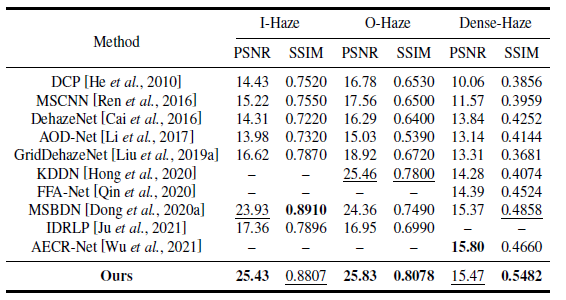 Method I-Haze O-Haze Dense-Haze
PSNR SSIM PSNR SSIM PSNR SSIM
DCP [He et al., 2010] 14.43 0.7520 16.78 0.6530 10.06 0.3856
MSCNN [Ren et al., 2016] 15.22 0.7550 17.56 0.6500 11.57 0.3959
DehazeNet [Cai et al., 2016] 14.31 0.7220 16.29 0.6400 13.84 0.4252
AOD-Net [Li et al., 2017] 13.98 0.7320 15.03 0.5390 13.14 0.4144
GridDehazeNet [Liu et al., 2019a] 16.62 0.7870 18.92 0.6720 13.31 0.3681
KDDN [Hong et al., 2020] – – 25.46 0.7800 14.28 0.4074
FFA-Net [Qin et al., 2020] – – – – 14.39 0.4524
MSBDN [Dong et al., 2020a] 23.93 0.8910 24.36 0.7490 15.37 0.4858
IDRLP [Ju et al., 2021] 17.36 0.7896 16.95 0.6990 – –
AECR-Net [Wu et al., 2021] – – – – 15.80 0.4660
Ours 25.43 0.8807 25.83 0.8078 15.47 0.5482